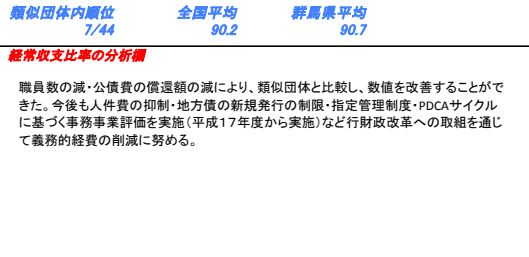 類似団体内順位 全国平均 群馬県平均
7/44 90.2 90.7
経常収支比率の分析欄
職員数の減・公債費の償還額の減により、類似団体と比較し、数値を改善することがで
きた。今後も人件費の抑制・地方債の新規発行の制限・指定管理制度・PDCAサイクル
に基づく事務事業評価を実施（平成１７年度から実施）など行財政改革への取組を通じ
て義務的経費の削減に努める。